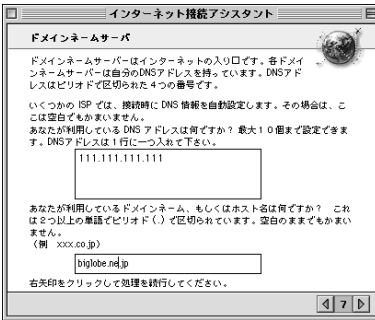 インターネット接続アシスタント
ドメインネームサーバ
ドメインネームサーバーはインターネットの入り口です。各ドメイ
ンネームサーバーは自分のDNSアドレスを持っています。DNSアド
レスはピリオドで区切られた４つの番号です。
いくつかの ISP では、接続時に DNS 情報を自動設定します。その場合は、こ
こは空白でもかまいません。
あなたが利用している DNS アドレスは何ですか？ 最大１０個まで設定できま
す。DNSアドレスは１行に一つ入れて下さい。
111.111.111.111
あなたが利用しているドメインネーム、もしくはホスト名は何ですか？ これ
は２つ以上の単語でピリオド（.）で区切られています。空白のままでもかまい
ません。
（例 xxx.co.jp）
biglobe.ne.jp
右矢印をクリックして処理を続行してください。
7